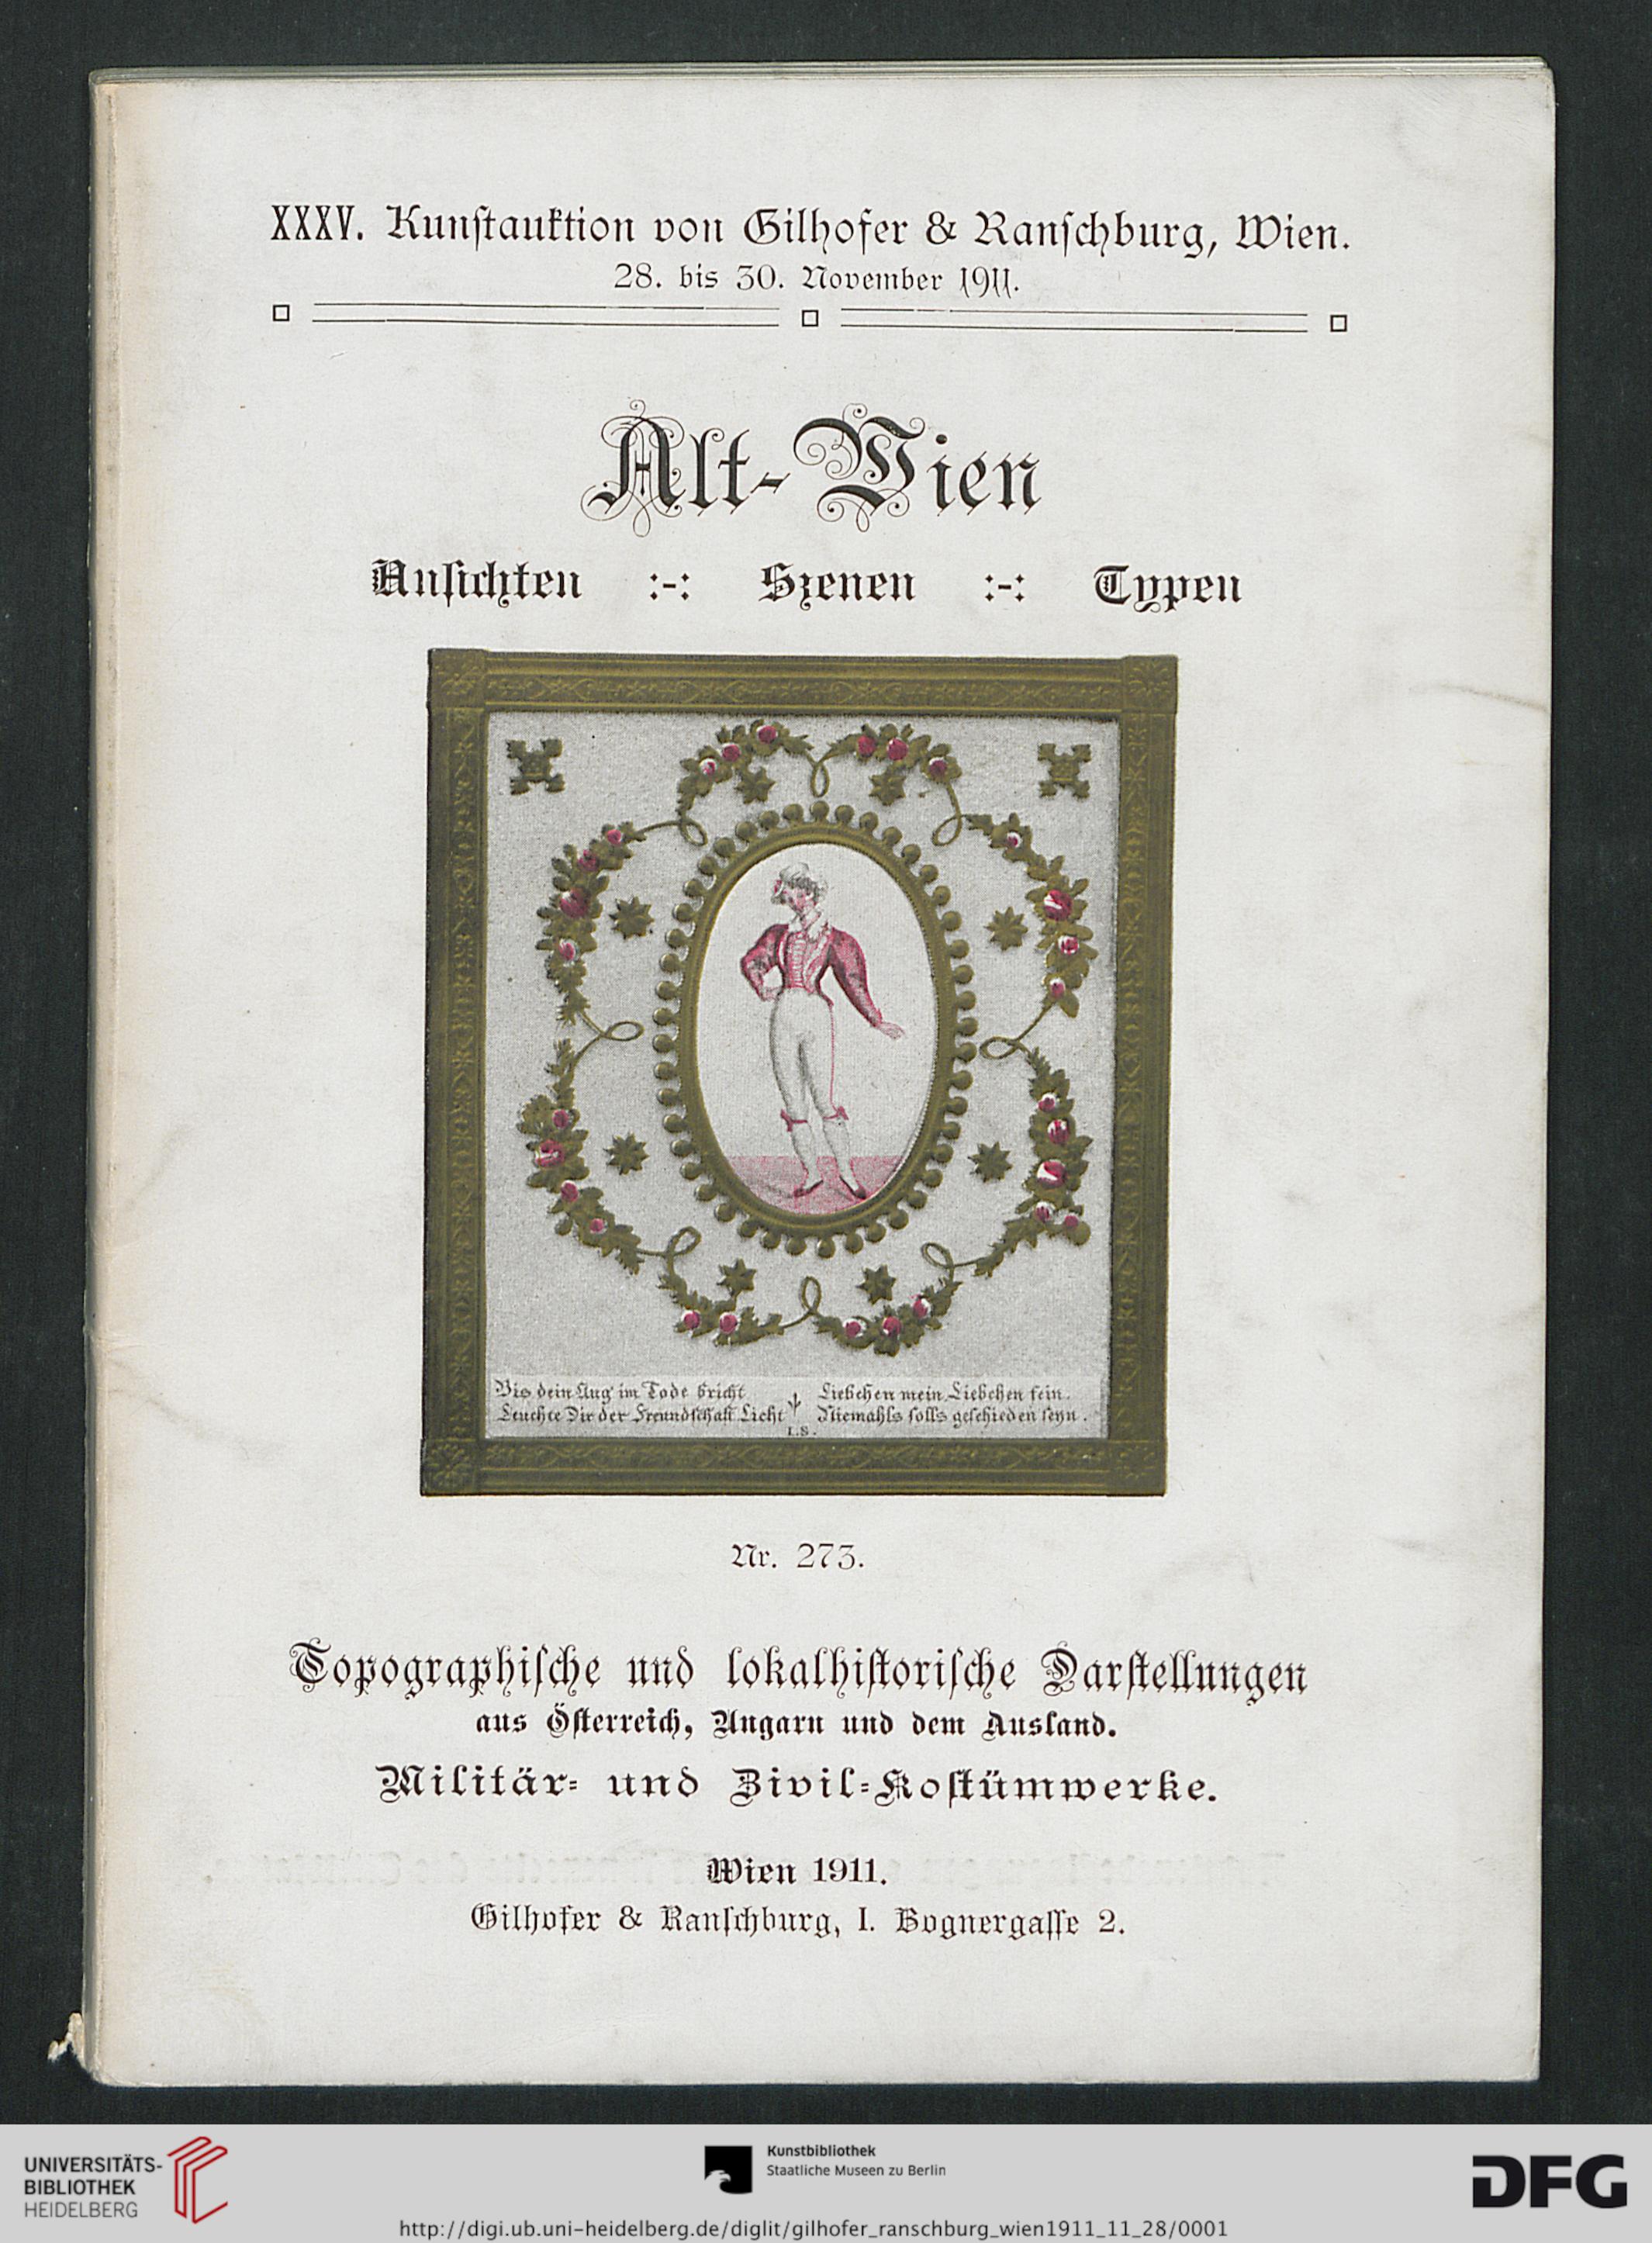 XXXV. Kunſtauktion von Gilhofer & Ranſchburg, Wien.
28. bis 30. November 1911.
Alt-Wien
Anſichten :-: Szenen :-: Typen
Bis dein Aug' im Tode bricht
Leuchte Dir der Freundſchaft Licht
Liebchen mein, Liebchen fein.
Niemahls ſolls geſchieden ſeyn.
I.S.
Nr. 273.
Topographiſche und lokalhiſtoriſche Darſtellungen
aus Öſterreich, Ungarn und dem Ausland.
Militär- und Zivil-Koſtümwerke.
Wien 1911.
Gilhofer & Ranſchburg, I. Bognergaſſe 2.
UNIVERSITÄTS-
BIBLIOTHEK
HEIDELBERG
Kunstbibliothek
Staatliche Museen zu Berlin
DFG
http://digi.ub.uni-heidelberg.de/diglit/gilhofer_ranschburg_wien1911_11_28/0001